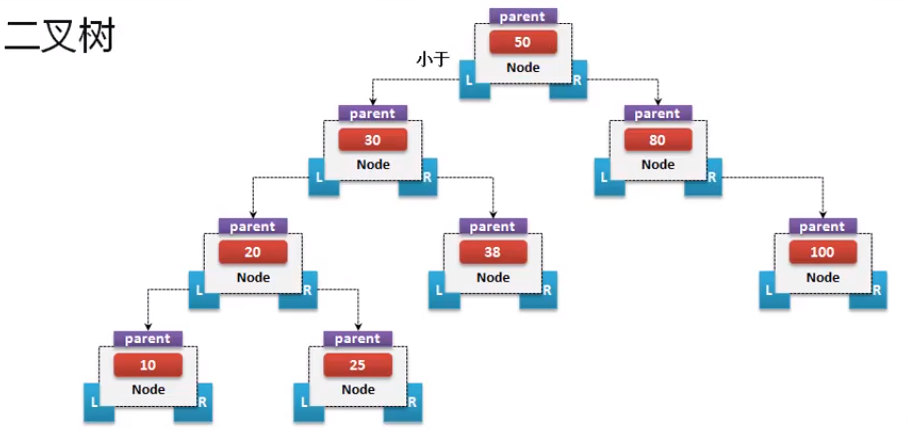 二叉树
parent
50
Node
小于
L
R
parent
30
Node
L
R
parent
80
Node
L
R
parent
20
Node
L
R
parent
38
Node
L
R
parent
100
Node
L
R
parent
10
Node
L
R
parent
25
Node
L
R